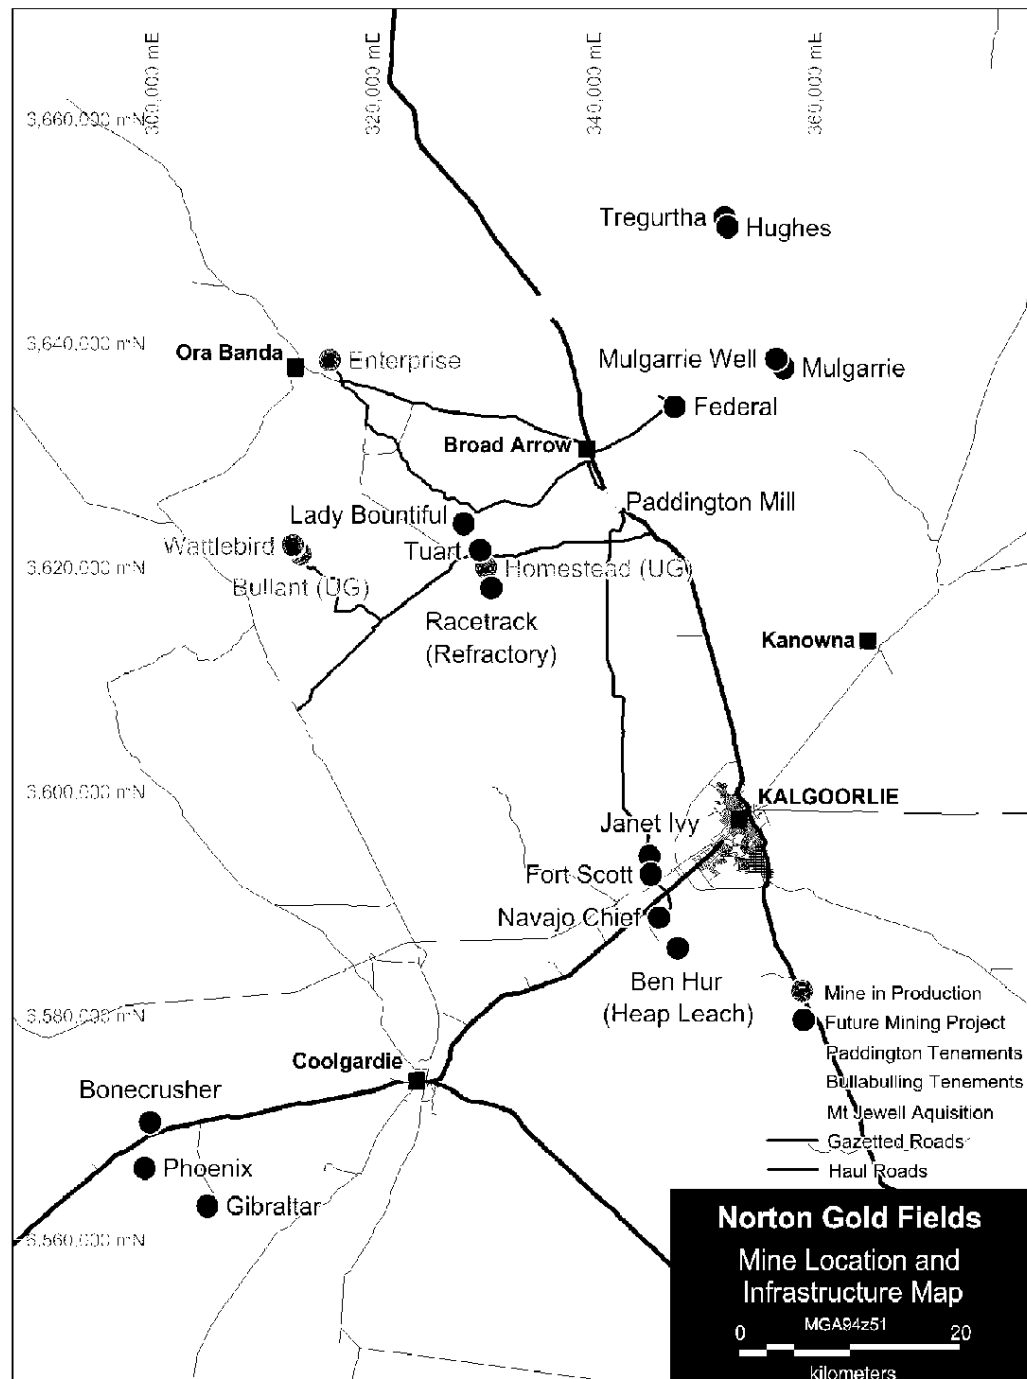 300,000 mE
320,000 mE
340,000 mE
360,000 mE
3,660,000 mN
Tregurtha
Hughes
3,640,000 mN
Ora Banda
Enterprise
Mulgarrie Well
Mulgarrie
Federal
Broad Arrow
Paddington Mill
Lady Bountiful
Wattlebird
Tuart
3,620,000 mN
Homestead (UG)
Bullant (UG)
Racetrack
(Refractory)
Kanowna
3,600,000 mN
KALGOORLIE
Janet Ivy
Fort Scott
Navajo Chief
Ben Hur
(Heap Leach)
Mine in Production
3,580,000 mN
Future Mining Project
Paddington Tenements
Coolgardie
Bullabulling Tenements
Bonecrusher
Mt Jewell Aquisition
Gazetted Roads
Phoenix
Haul Roads
Gibraltar
6,560,000 mN
Norton Gold Fields
Mine Location and
Infrastructure Map
MGA94z51
0 20
kilometers